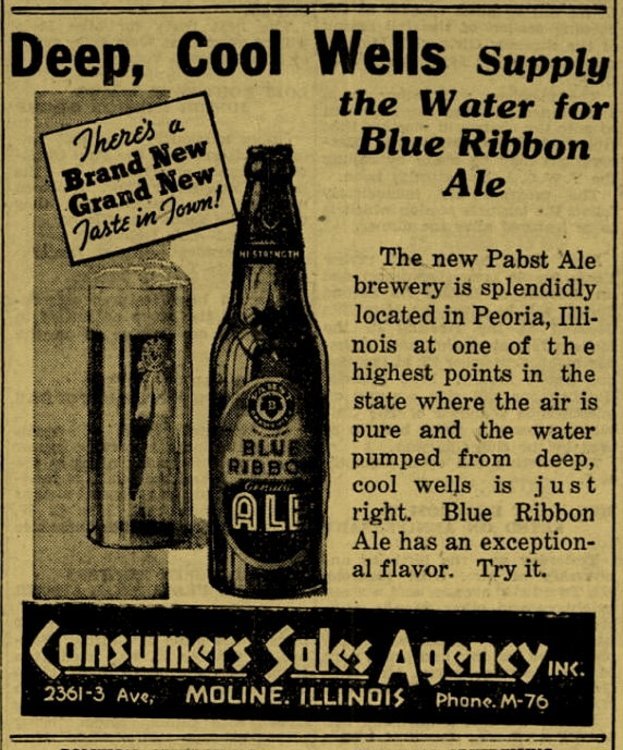 Deep, Cool Wells Supply
the Water for
Blue Ribbon
Ale
There's a
Brand New
Grand New
Taste in Town!
HI STRENGTH
BLUE
RIBBO
Genuine
ALE
The new Pabst Ale
brewery is splendidly
located in Peoria, Illi-
nois at one of the
highest points in the
state where the air is
pure and the water
pumped from deep,
cool wells is just
right. Blue Ribbon
Ale has an exception-
al flavor. Try it.
Consumers Sales Agency INC.
2361-3 Ave, MOLINE. ILLINOIS Phone. M-76